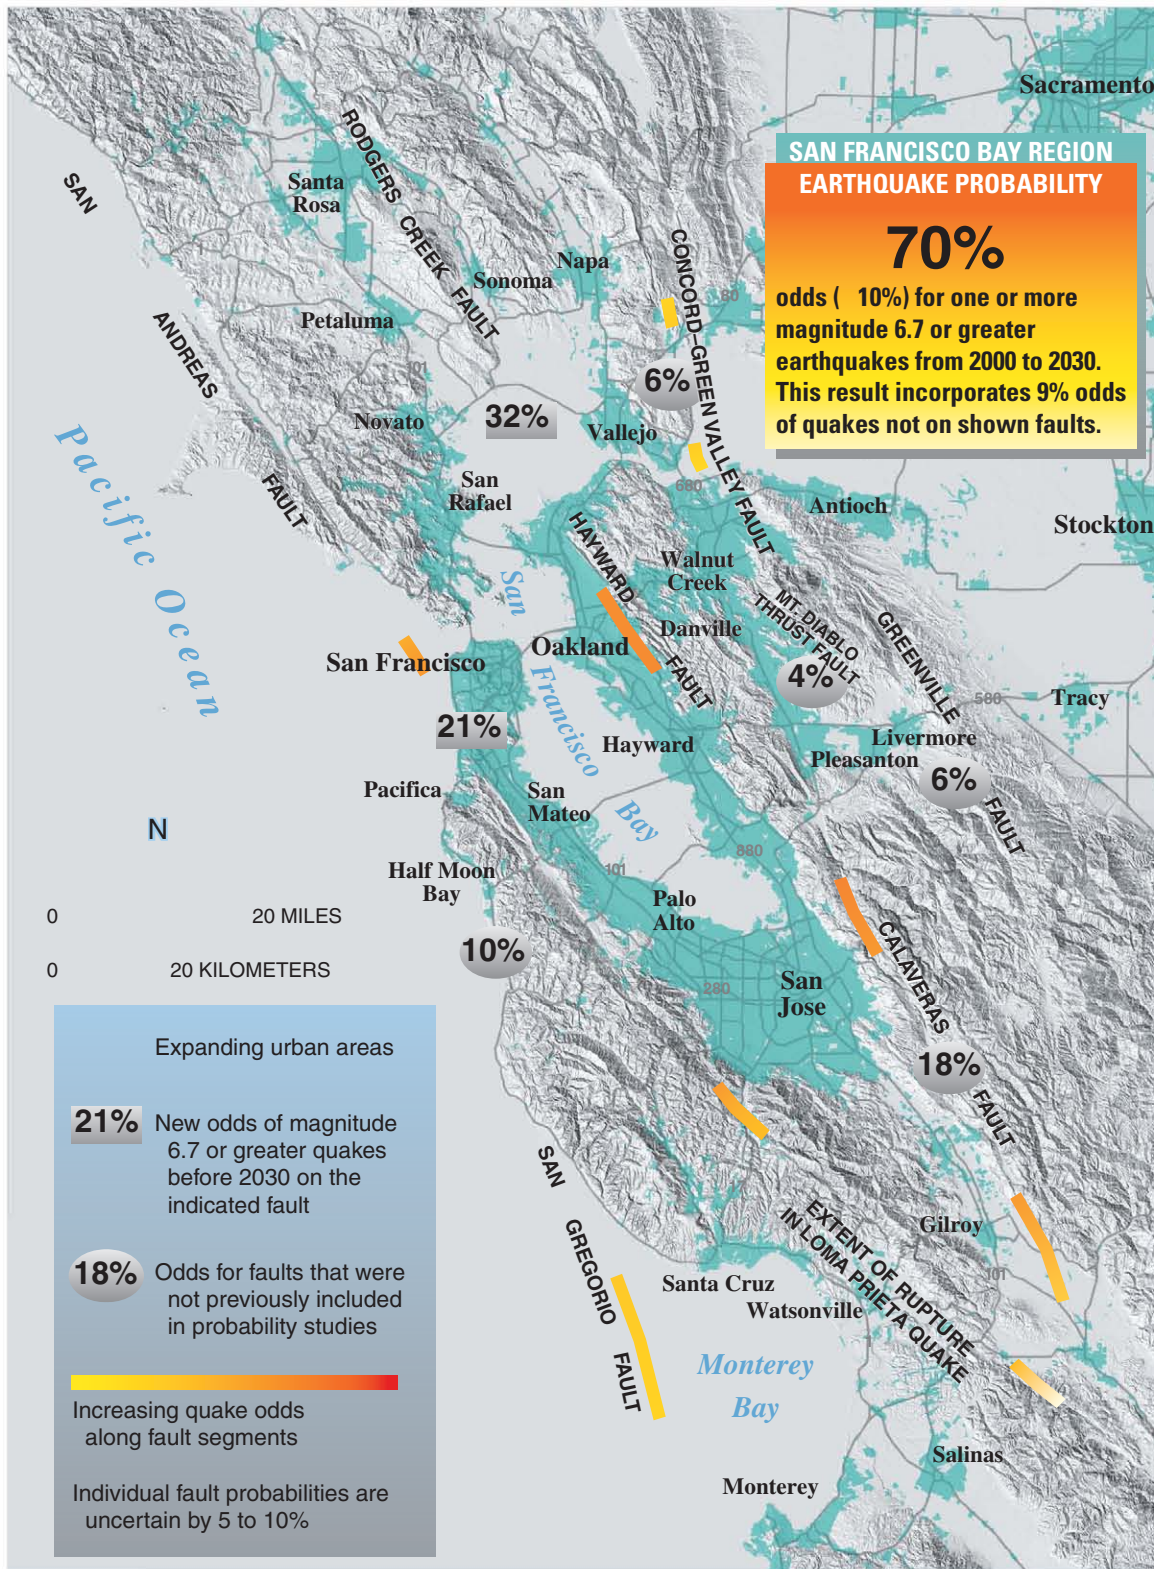 Sacramento
SAN FRANCISCO BAY REGION
EARTHQUAKE PROBABILITY
70%
odds ( 10%) for one or more
magnitude 6.7 or greater
earthquakes from 2000 to 2030.
This result incorporates 9% odds
of quakes not on shown faults.
SAN
ANDREAS
FAULT
RODGERS
CREEK
FAULT
Santa
Rosa
Sonoma
Napa
Petaluma
CONCORD–GREEN VALLEY FAULT
80
101
6%
Novato
32%
Vallejo
San
Rafael
680
Antioch
Stockton
Pacific Ocean
HAYWARD
FAULT
Walnut
Creek
Danville
MT. DIABLO
THRUST FAULT
4%
GREENVILLE
FAULT
San
Francisco
Bay
Oakland
San Francisco
580
Tracy
21%
Hayward
Livermore
Pleasanton
6%
Pacifica
San
Mateo
N
880
Half Moon
Bay
101
Palo
Alto
0 20 MILES
0 20 KILOMETERS
10%
CALAVERAS
FAULT
280
San
Jose
18%
Expanding urban areas
21%
New odds of magnitude
6.7 or greater quakes
before 2030 on the
indicated fault
18%
Odds for faults that were
not previously included
in probability studies
Increasing quake odds
along fault segments
Individual fault probabilities are
uncertain by 5 to 10%
SAN
GREGORIO
FAULT
EXTENT OF RUPTURE
IN LOMA PRIETA QUAKE
Gilroy
101
Santa Cruz
Watsonville
Monterey
Bay
Salinas
Monterey